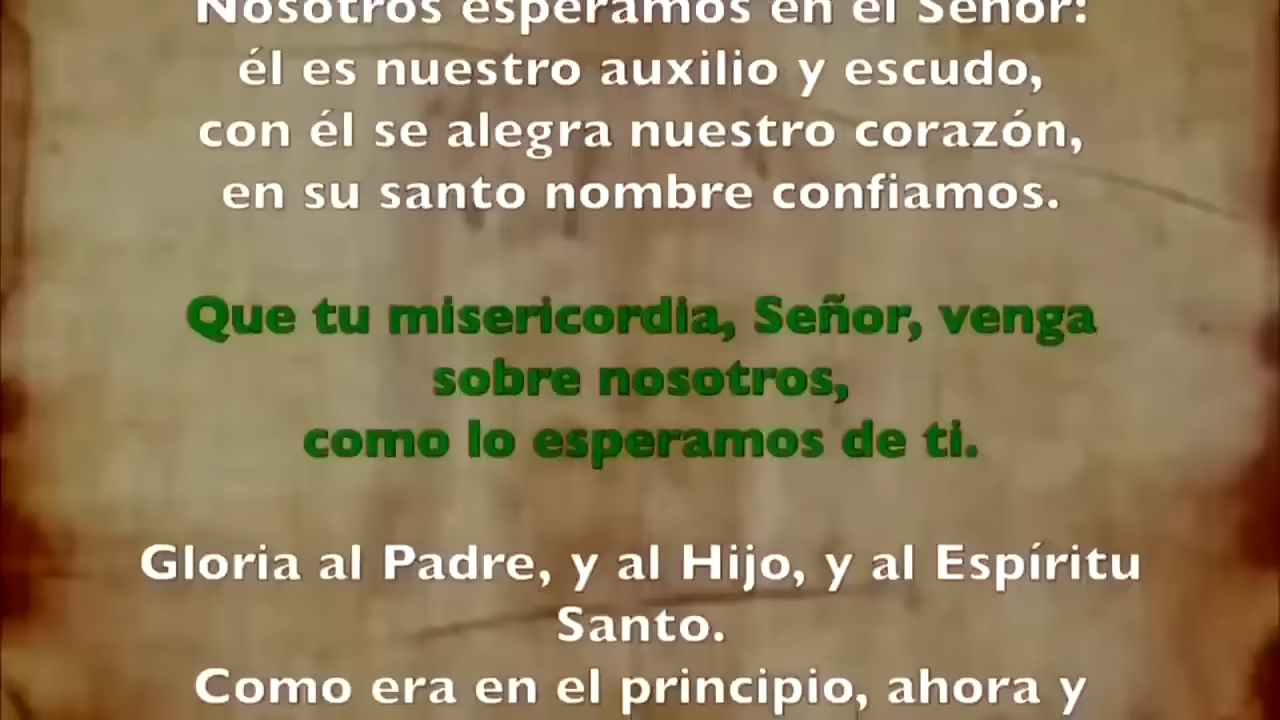 Nosotros esperamos en el Señor:
él es nuestro auxilio y escudo,
con él se alegra nuestro corazón,
en su santo nombre confiamos.
Que tu misericordia, Señor, venga
sobre nosotros,
como lo esperamos de ti.
Gloria al Padre, y al Hijo, y al Espíritu
Santo.
Como era en el principio, ahora y